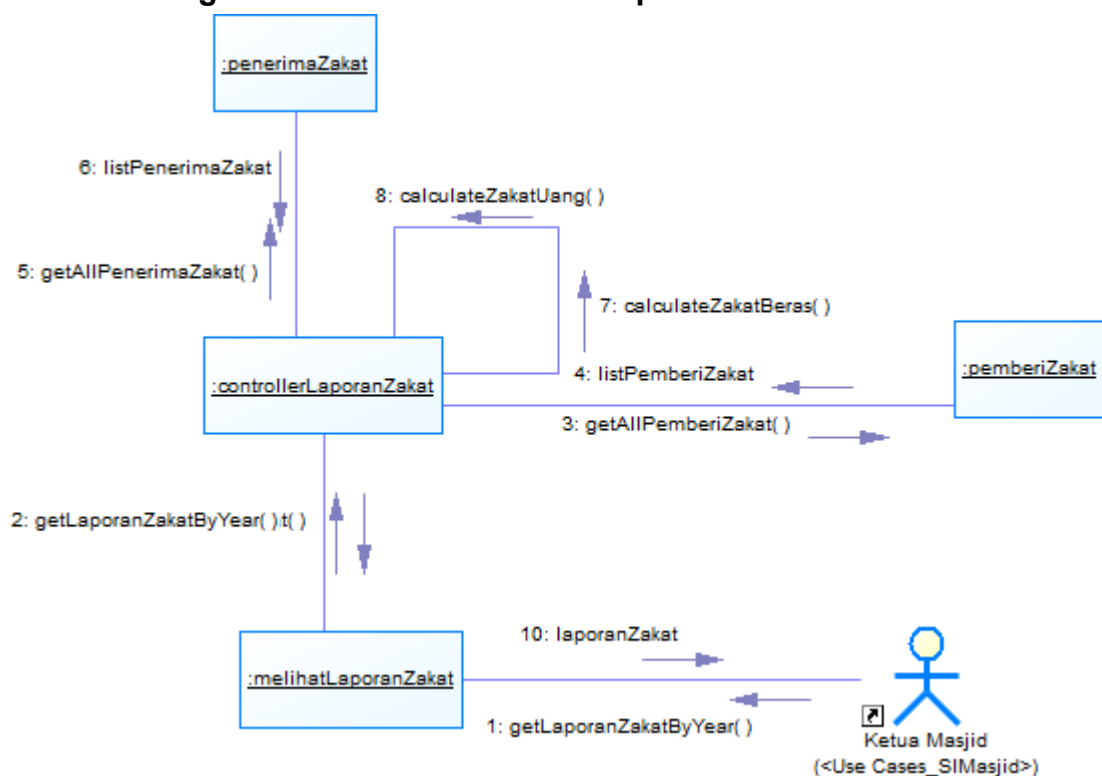 :penerimaZakat
6: listPenerimaZakat
8: calculateZakatUang( )
5: getAllPenerimaZakat( )
7: calculateZakatBeras( )
:controllerLaporanZakat
4: listPemberiZakat
:pemberiZakat
3: getAllPemberiZakat( )
2: getLaporanZakatByYear( ).t( )
10: laporanZakat
:melihatLaporanZakat
1: getLaporanZakatByYear( )
Ketua Masjid
(<Use Cases_SIMasjid>)